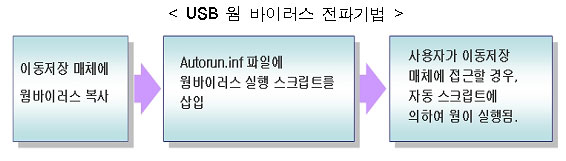 < USB 웜 바이러스 전파기법 >
이동저장 매체에
웜바이러스 복사
Autorun.inf 파일에
웜바이러스 실행 스크립트를
삽입
사용자가 이동저장
매체에 접근할 경우,
자동 스크립트에
의하여 웜이 실행됨.